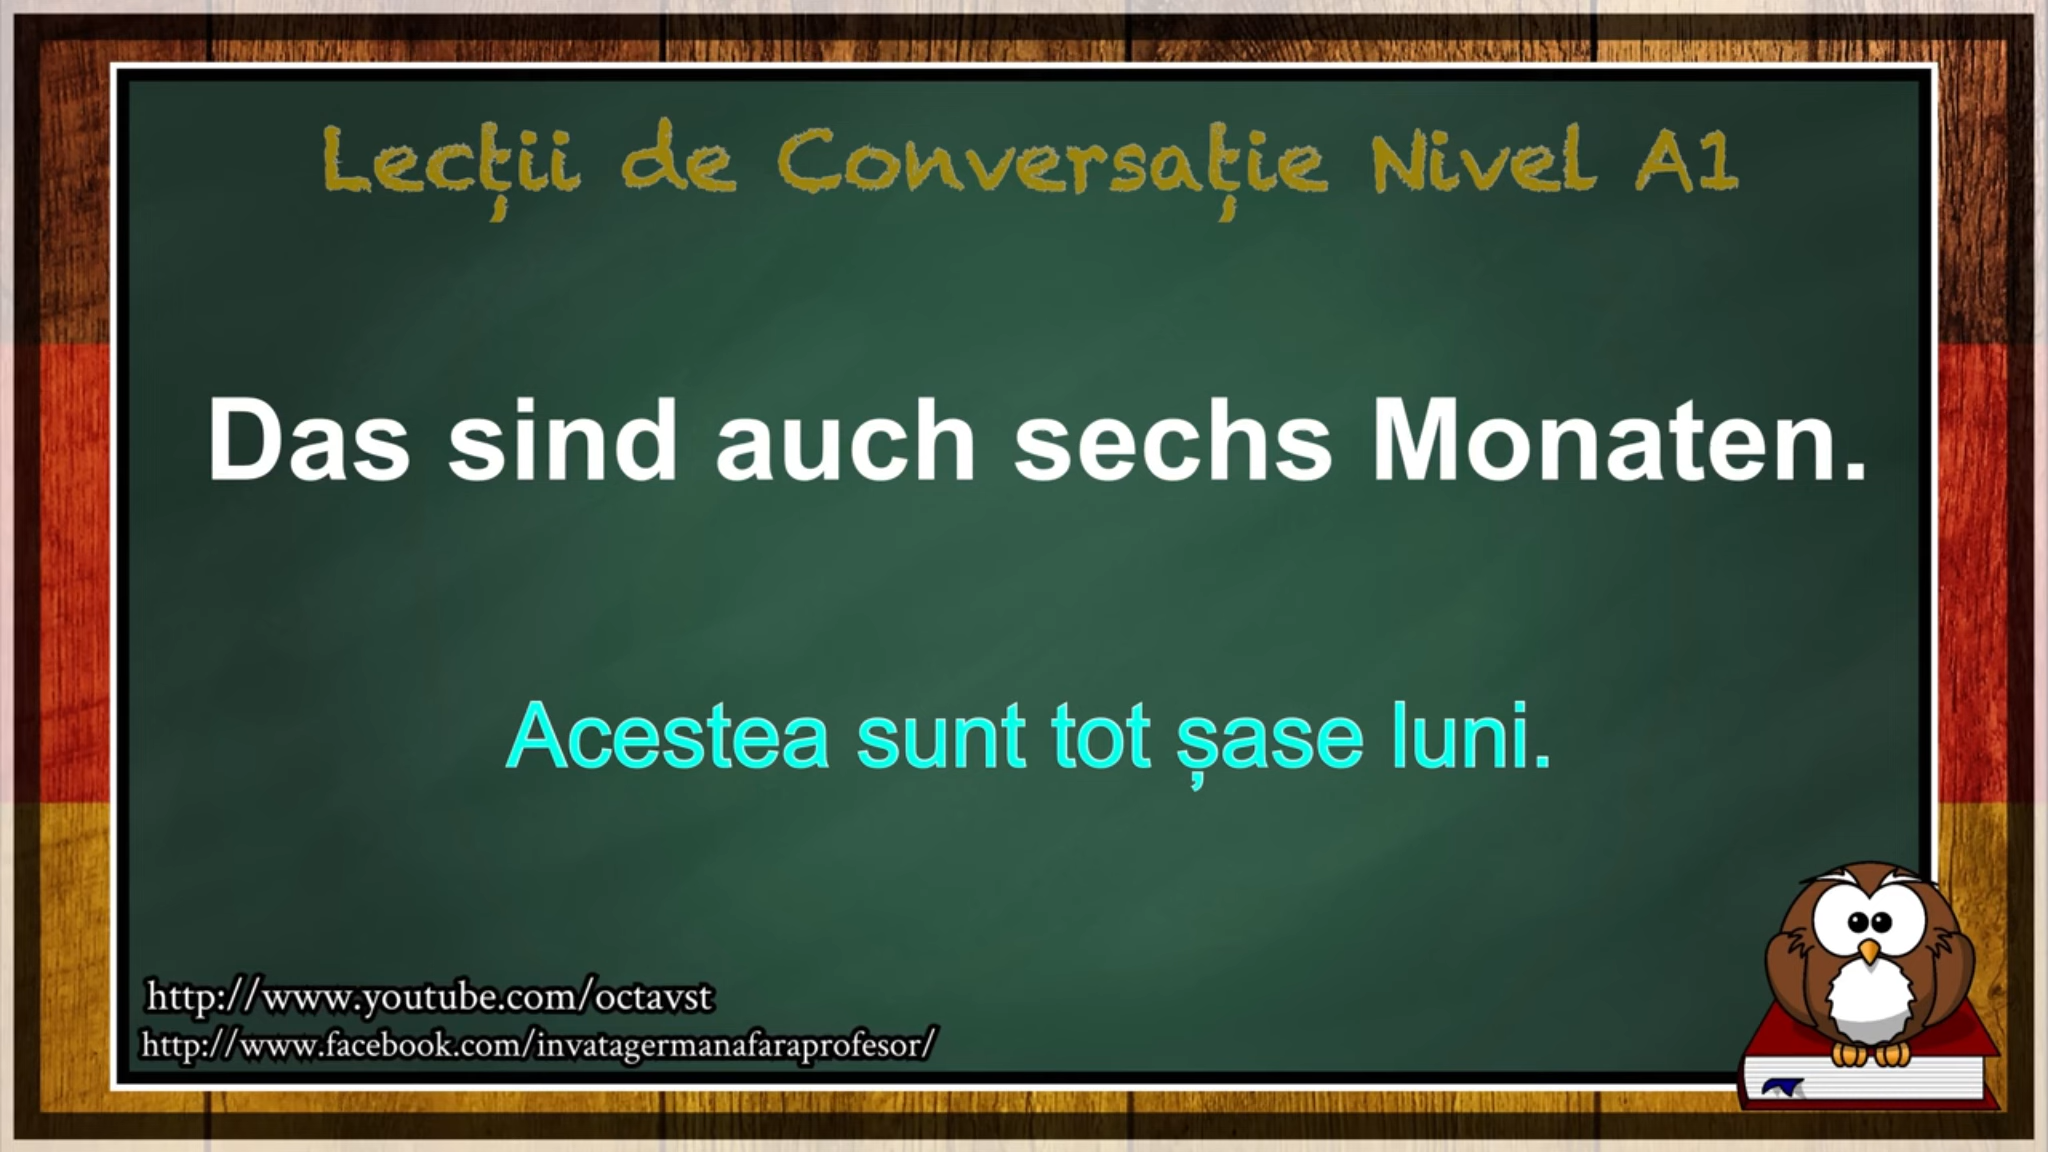 Lecții de Conversație Nivel A1
Das sind auch sechs Monaten.
Acestea sunt tot șase luni.
http://www.youtube.com/octavst
http://www.facebook.com/invatagermanafaraprofesor/